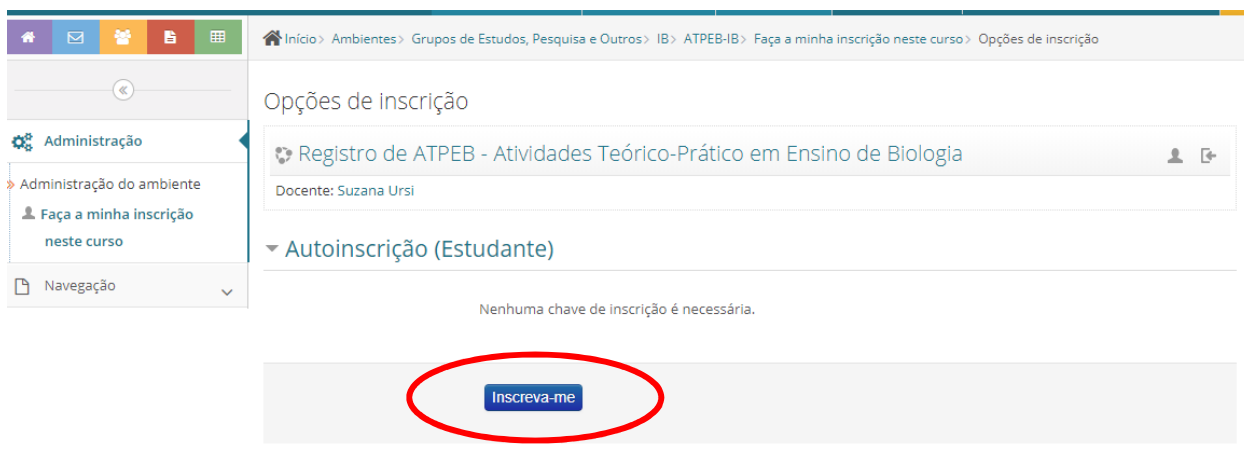 Início> Ambientes> Grupos de Estudos, Pesquisa e Outros> IB> ATPEB-IB> Faça a minha inscrição neste curso> Opções de inscrição
Administração
Administração do ambiente
Faça a minha inscrição
neste curso
Navegação
Opções de inscrição
Registro de ATPEB - Atividades Teórico-Prático em Ensino de Biologia
Docente: Suzana Ursi
Autoinscrição (Estudante)
Nenhuma chave de inscrição é necessária.
Inscreva-me